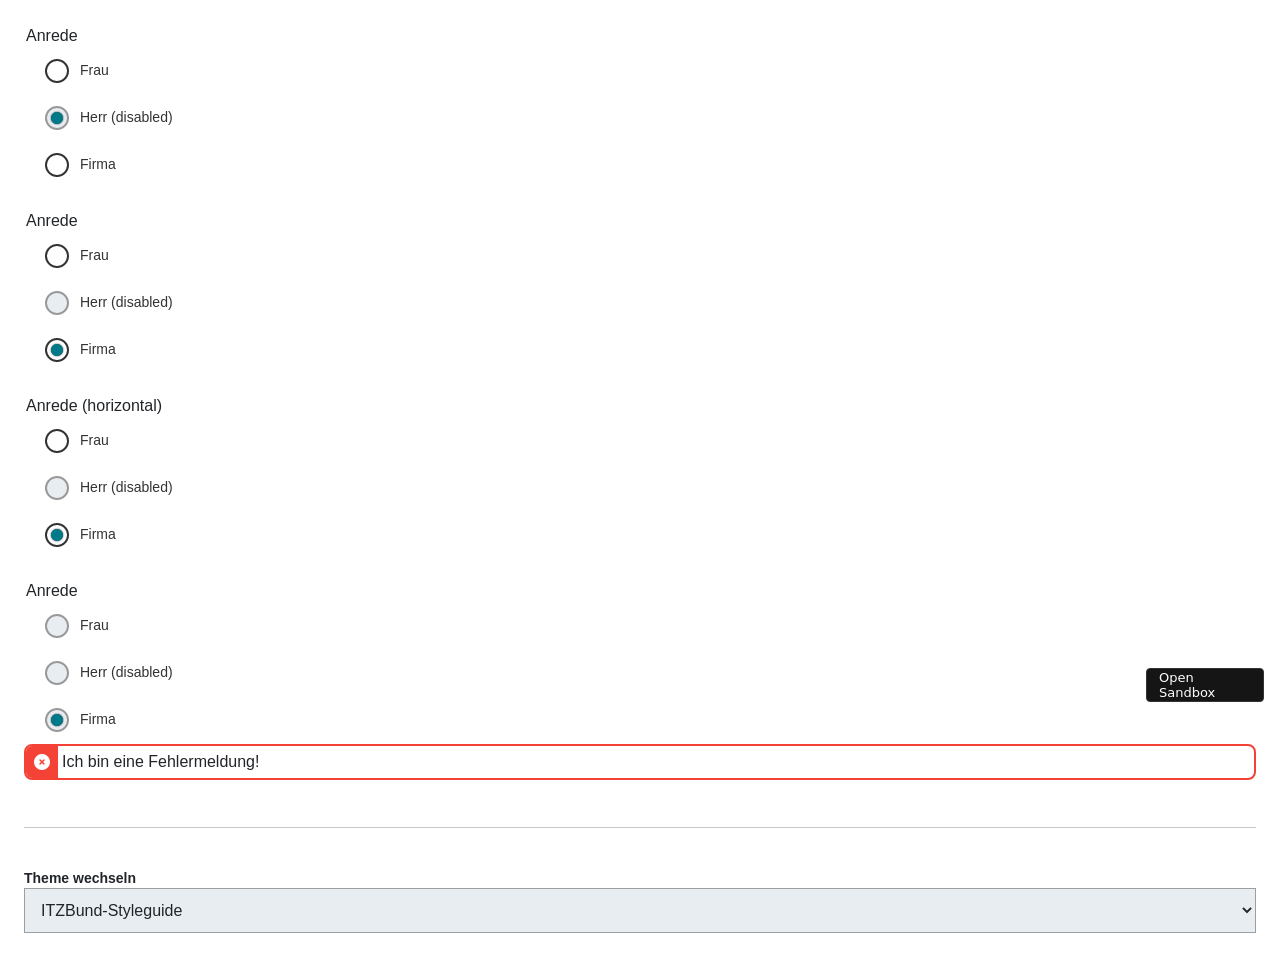 Anrede
Frau
Herr (disabled)
Firma
Anrede
Frau
Herr (disabled)
Firma
Anrede (horizontal)
Frau
Herr (disabled)
Firma
Anrede
Frau
Herr (disabled)
Firma
Open
Sandbox
Ich bin eine Fehlermeldung!
Theme wechseln
ITZBund-Styleguide